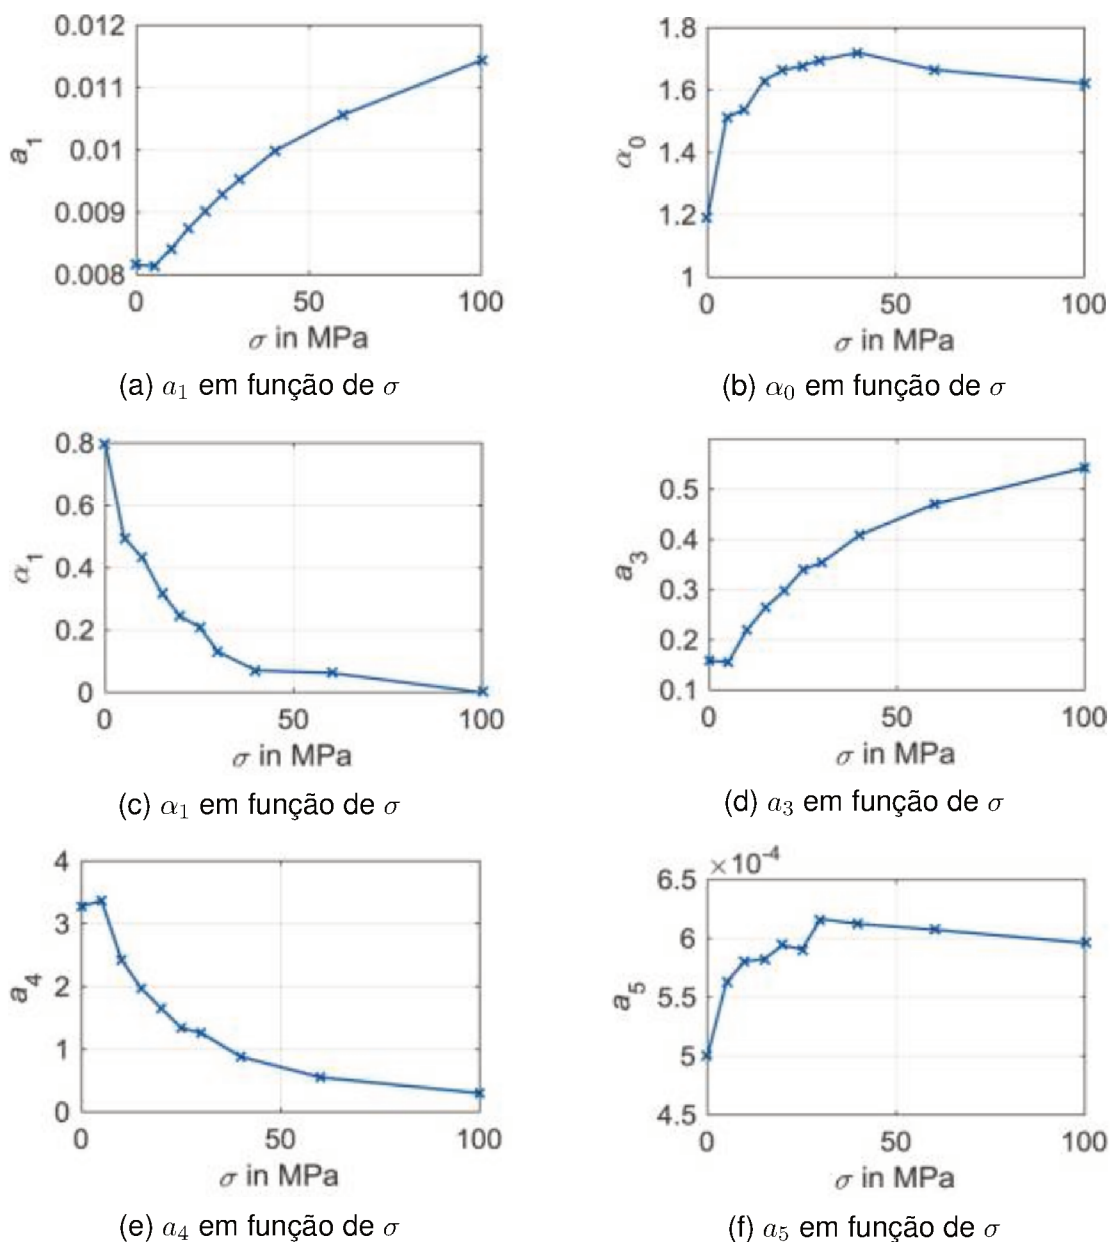 0.012
0.011
0.01
0.009
0.008
a1
0 50 100
σ in MPa
(a) a1 em função de σ
1.8
1.6
1.4
1.2
1
α0
0 50 100
σ in MPa
(b) α0 em função de σ
0.8
0.6
0.4
0.2
0
α1
0 50 100
σ in MPa
(c) α1 em função de σ
0.5
0.4
0.3
0.2
0.1
a3
0 50 100
σ in MPa
(d) a3 em função de σ
4
3
2
1
0
a4
0 50 100
σ in MPa
(e) a4 em função de σ
×10-4
6.5
6
5.5
5
4.5
a5
0 50 100
σ in MPa
(f) a5 em função de σ